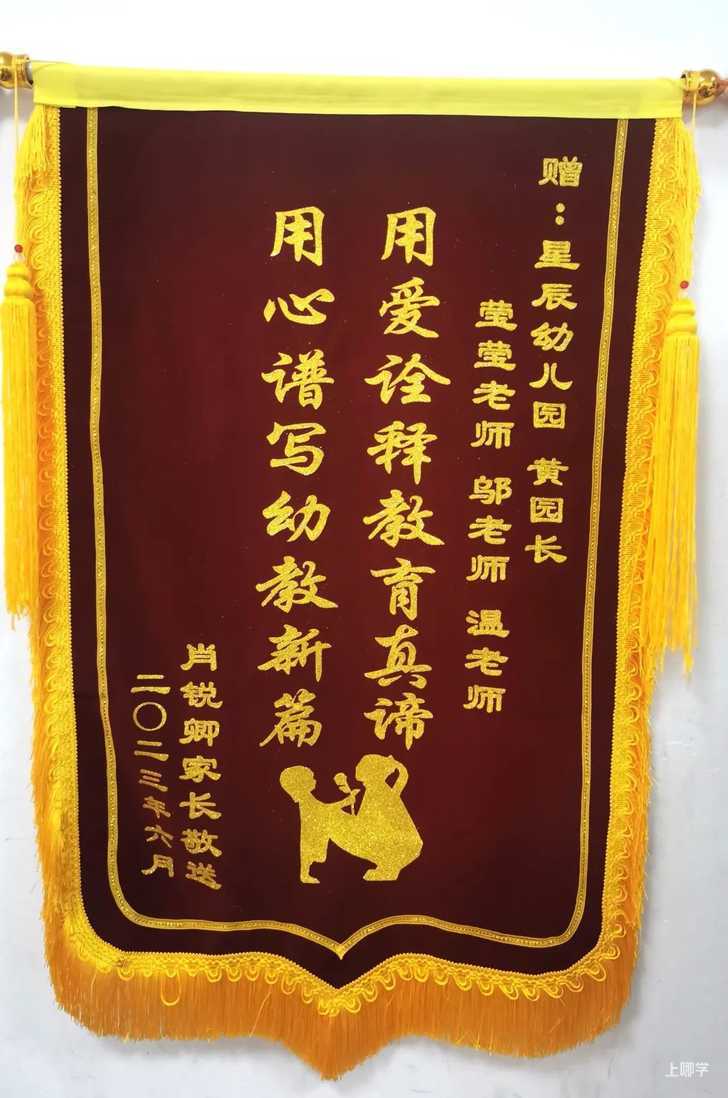 赠：星辰幼儿园 黄园长
莹莹老师 邬老师 温老师
用爱诠释教育真谛
用心谱写幼教新篇
肖锐卿家长敬送
二〇二三年六月
上哪学